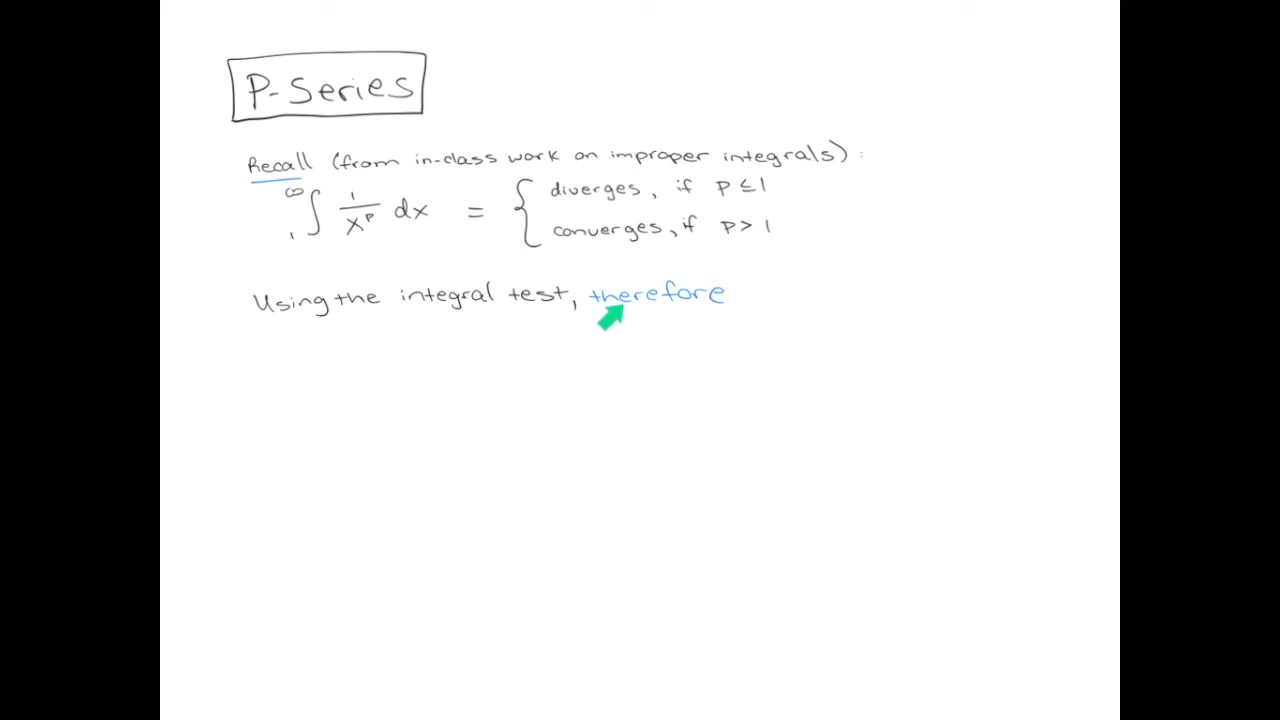 P-Series
Recall (from in-class work on improper integrals):
∞∫1 1/x^p dx = { diverges, if p ≤ 1
converges, if p > 1
Using the integral test, therefore